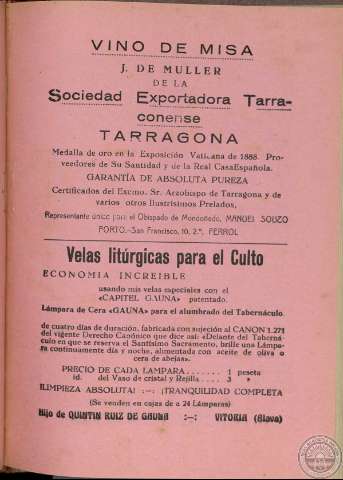 VINO DE MISA
J. DE MULLER
DE LA
Sociedad Exportadora Tarra-
conense
TARRAGONA
Medalla de oro en la Exposición Vaticana de 1888. Pro-
veedores de Su Santidad y de la Real CasaEspañola.
GARANTÍA DE ABSOLUTA PUREZA
Certificados del Excmo. Sr. Arzobispo de Tarragona y de
varios otros Ilustrísimos Prelados,
Representante único para el Obispado de Mondoñedo, MANUEL SOUZO
PORTO.-San Francisco, 10, 2.º, FERROL
Velas litúrgicas para el Culto
ECONOMIA INCREIBLE
usando mis velas especiales con el
«CAPITEL GAUNA» patentado.
Lámpara de Cera «GAUNA» para el alumbrado del Tabernáculo
de cuatro días de duración, fabricada con sujeción al CANON 1.271
del vigente Derecho Canónico que dice así: «Delante del Taberná-
culo en que se reserva el Santísimo Sacramento, brille una Lámpa-
ra continuamente día y noche, alimentada con aceite de oliva o
cera de abejas».
PRECIO DE CADA LAMPARA....... 1 peseta
id. del Vaso de cristal y Rejilla ... 3 »
¡LIMPIEZA ABSOLUTA! :—: ¡TRANQUILIDAD COMPLETA
(Se venden en cajas de a 24 Lámparas)
Hijo de QUINTIN RUIZ DE GAUNA :—: VITORIA (Alava)